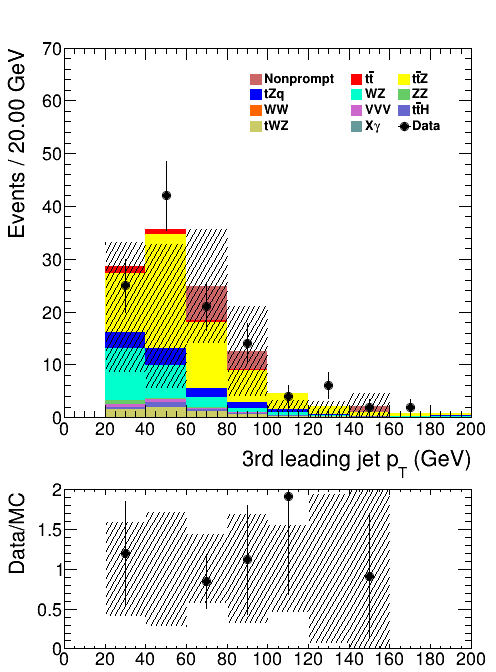 Events / 20.00 GeV
70
60
50
40
30
20
10
0
Nonprompt tt̄ tt̄Z
tZq WZ ZZ
WW VVV tt̄H
tWZ Xγ Data
0 20 40 60 80 100 120 140 160 180 200
3rd leading jet p_T (GeV)
Data/MC
2
1.5
1
0.5
0
0 20 40 60 80 100 120 140 160 180 200